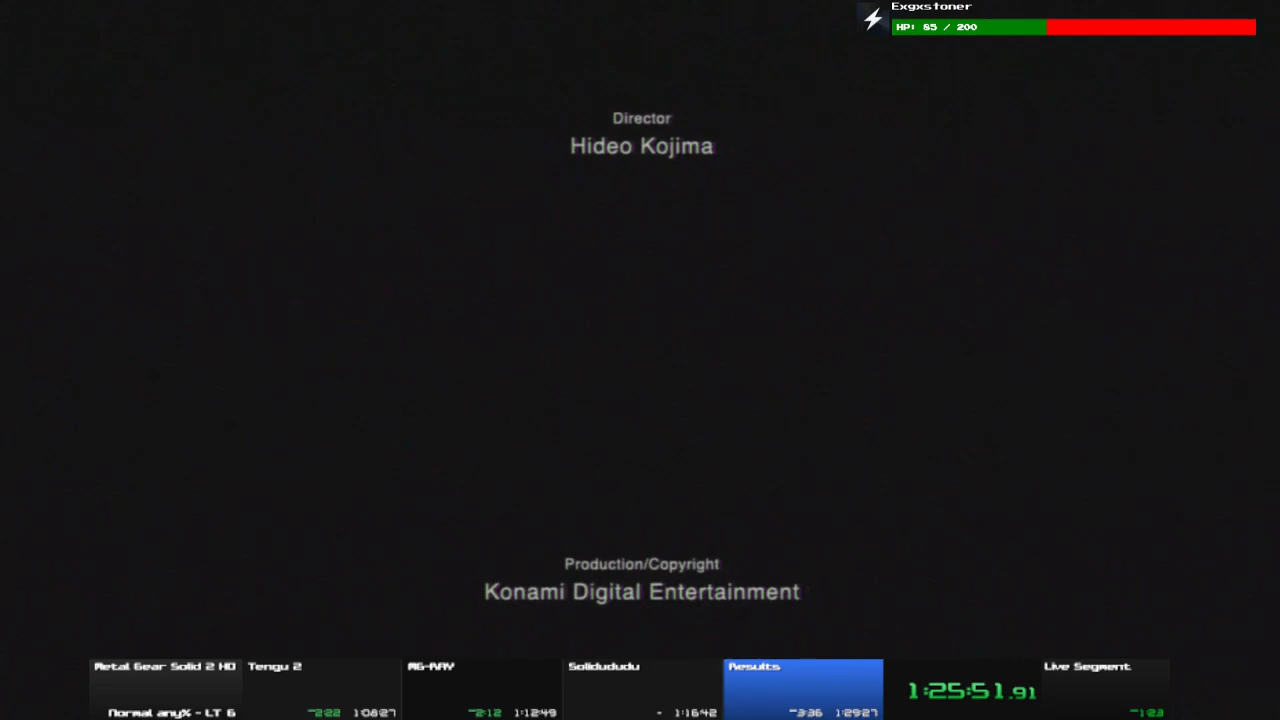 Exgxstoner
HP: 85 / 200
Director
Hideo Kojima
Production/Copyright
Konami Digital Entertainment
Metal Gear Solid 2 HD
Normal any% - LT 6
Tengu 2
-2:22 1:08:27
MG-RAY
-2:12 1:12:49
Solidududu
- 1:16:42
Results
-3:36 1:29:27
1:25:51.91
Live Segment
-1:23